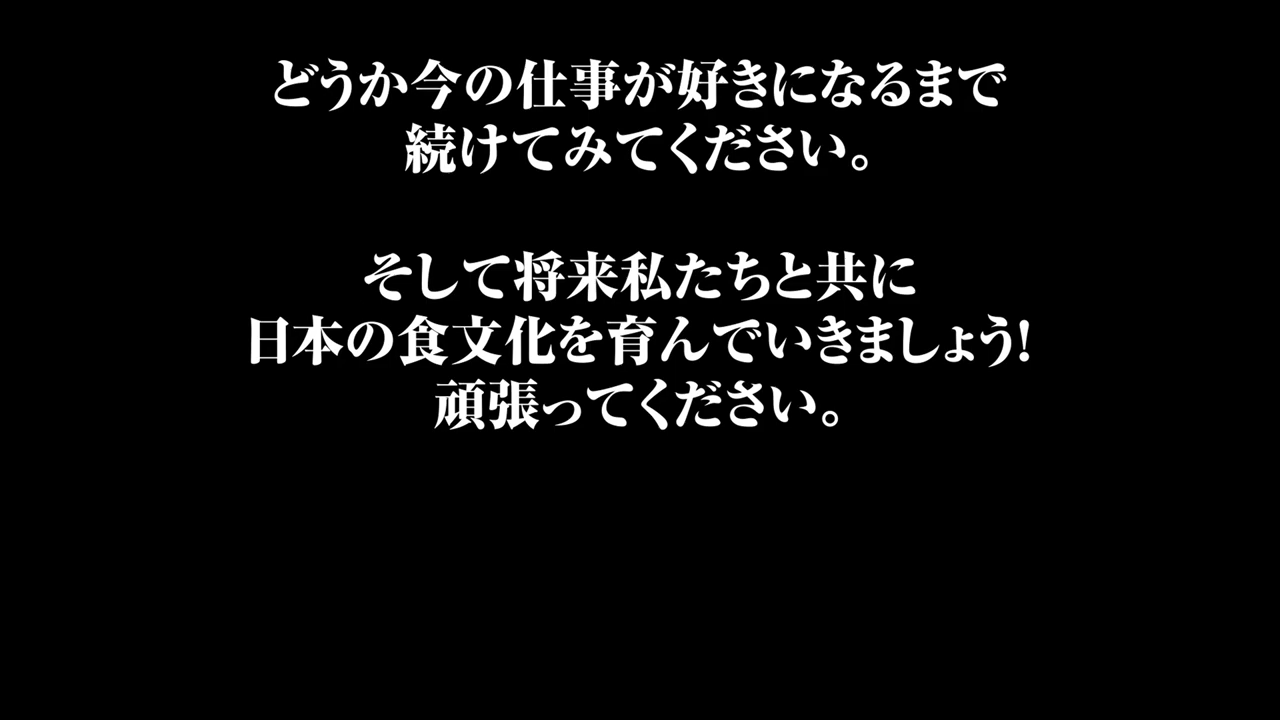 どうか今の仕事が好きになるまで
続けてみてください。
そして将来私たちと共に
日本の食文化を育んでいきましょう!
頑張ってください。